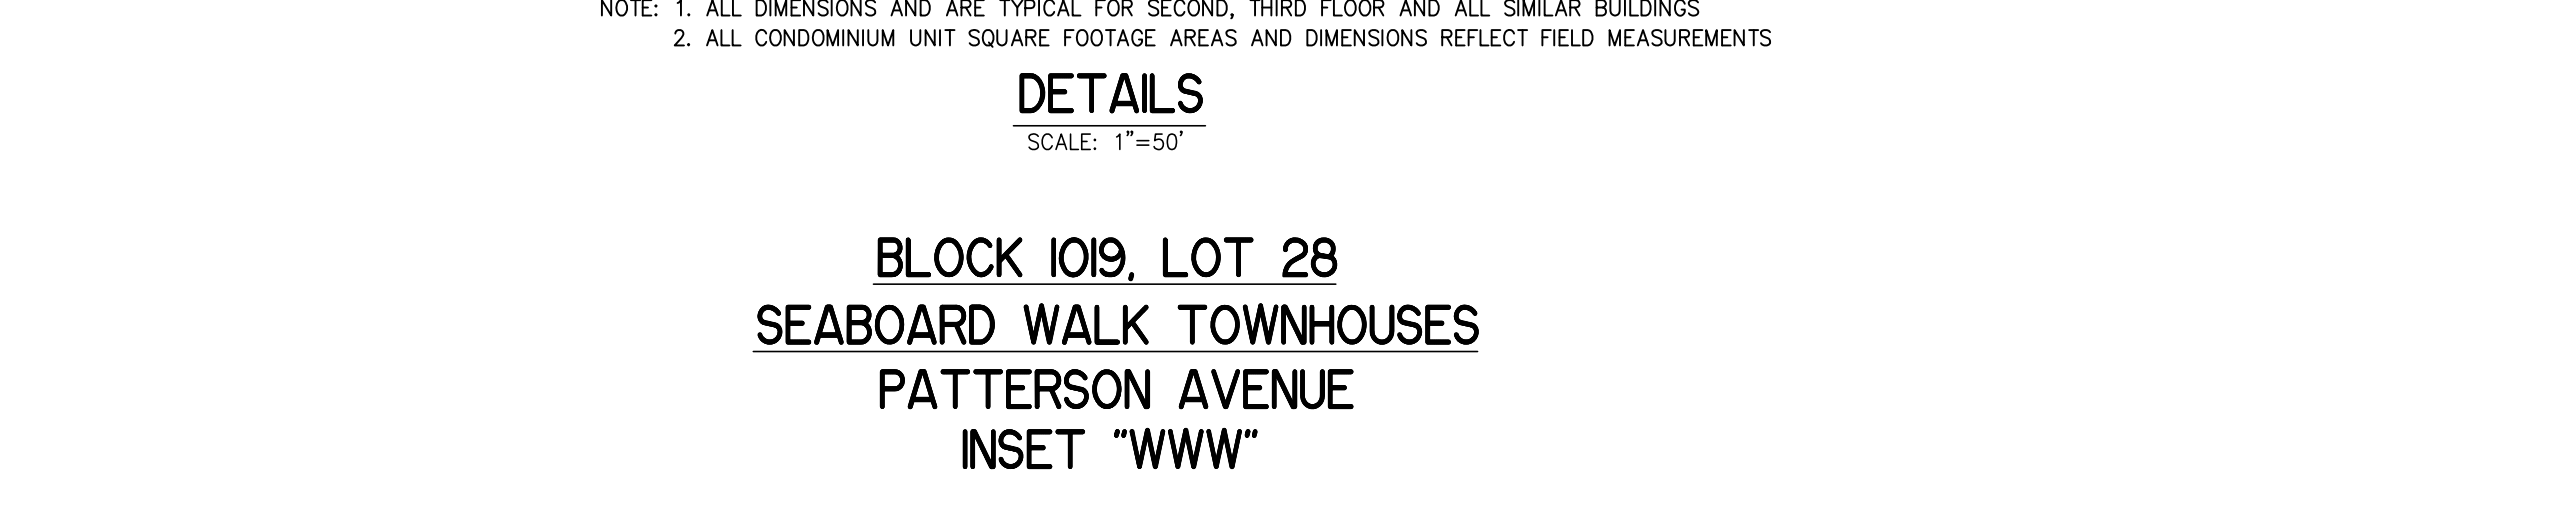 NOTE: 1. ALL DIMENSIONS AND ARE TYPICAL FOR SECOND, THIRD FLOOR AND ALL SIMILAR BUILDINGS
2. ALL CONDOMINIUM UNIT SQUARE FOOTAGE AREAS AND DIMENSIONS REFLECT FIELD MEASUREMENTS
DETAILS
SCALE: 1"=50'
BLOCK 1019, LOT 28
SEABOARD WALK TOWNHOUSES
PATTERSON AVENUE
INSET "WWW"